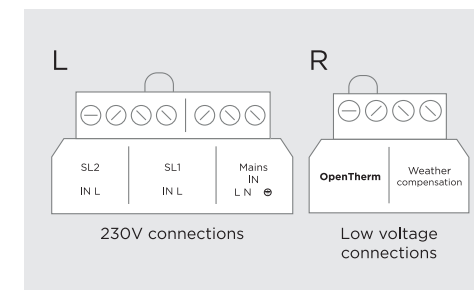 L
SL2
IN L
SL1
IN L
Mains
IN
L N
230V connections
R
OpenTherm
Weather
compensation
Low voltage
connections